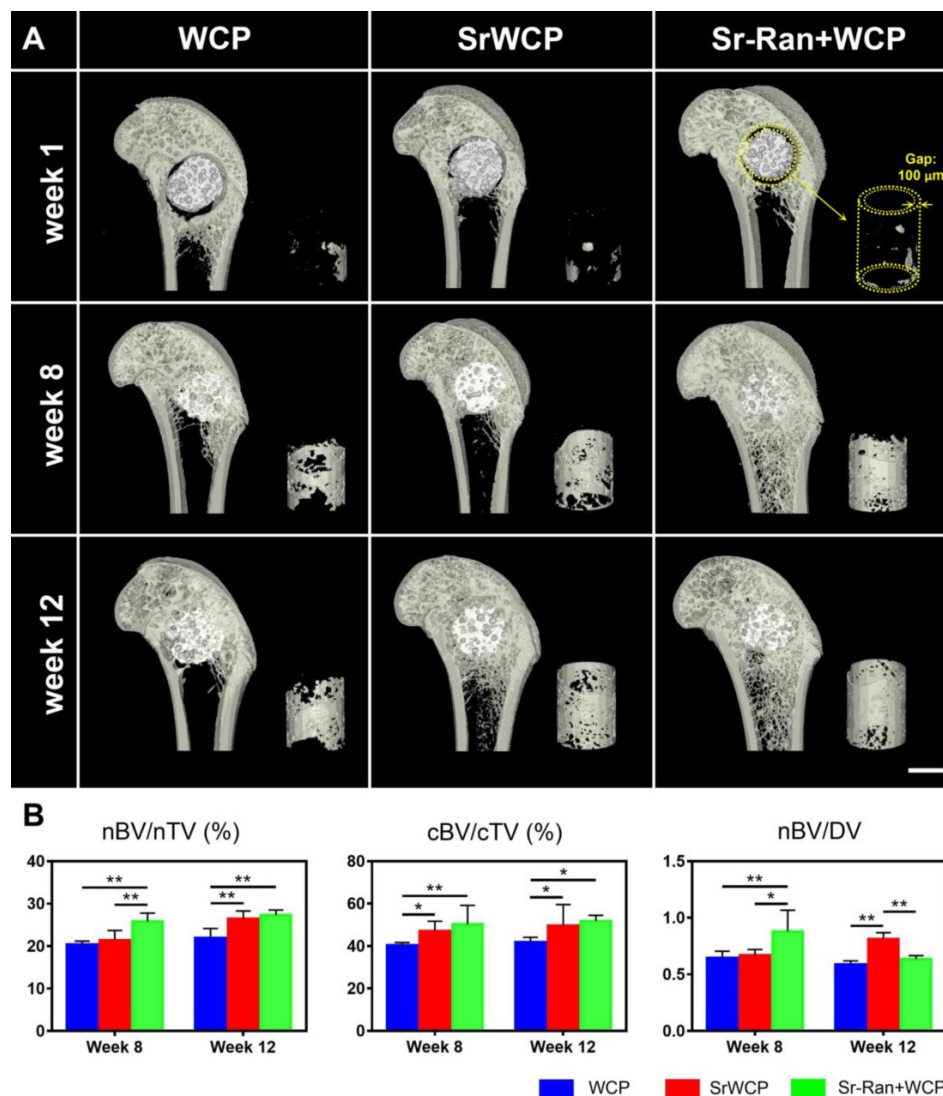 A
WCP
SrWCP
Sr-Ran+WCP
week 1
Gap:
100 µm
week 8
week 12
B
nBV/nTV (%)
cBV/cTV (%)
nBV/DV
40
30
20
10
0
**
**
**
**
Week 8
Week 12
80
60
40
20
0
**
*
*
*
Week 8
Week 12
1.5
1.0
0.5
0.0
**
*
**
**
Week 8
Week 12
WCP
SrWCP
Sr-Ran+WCP